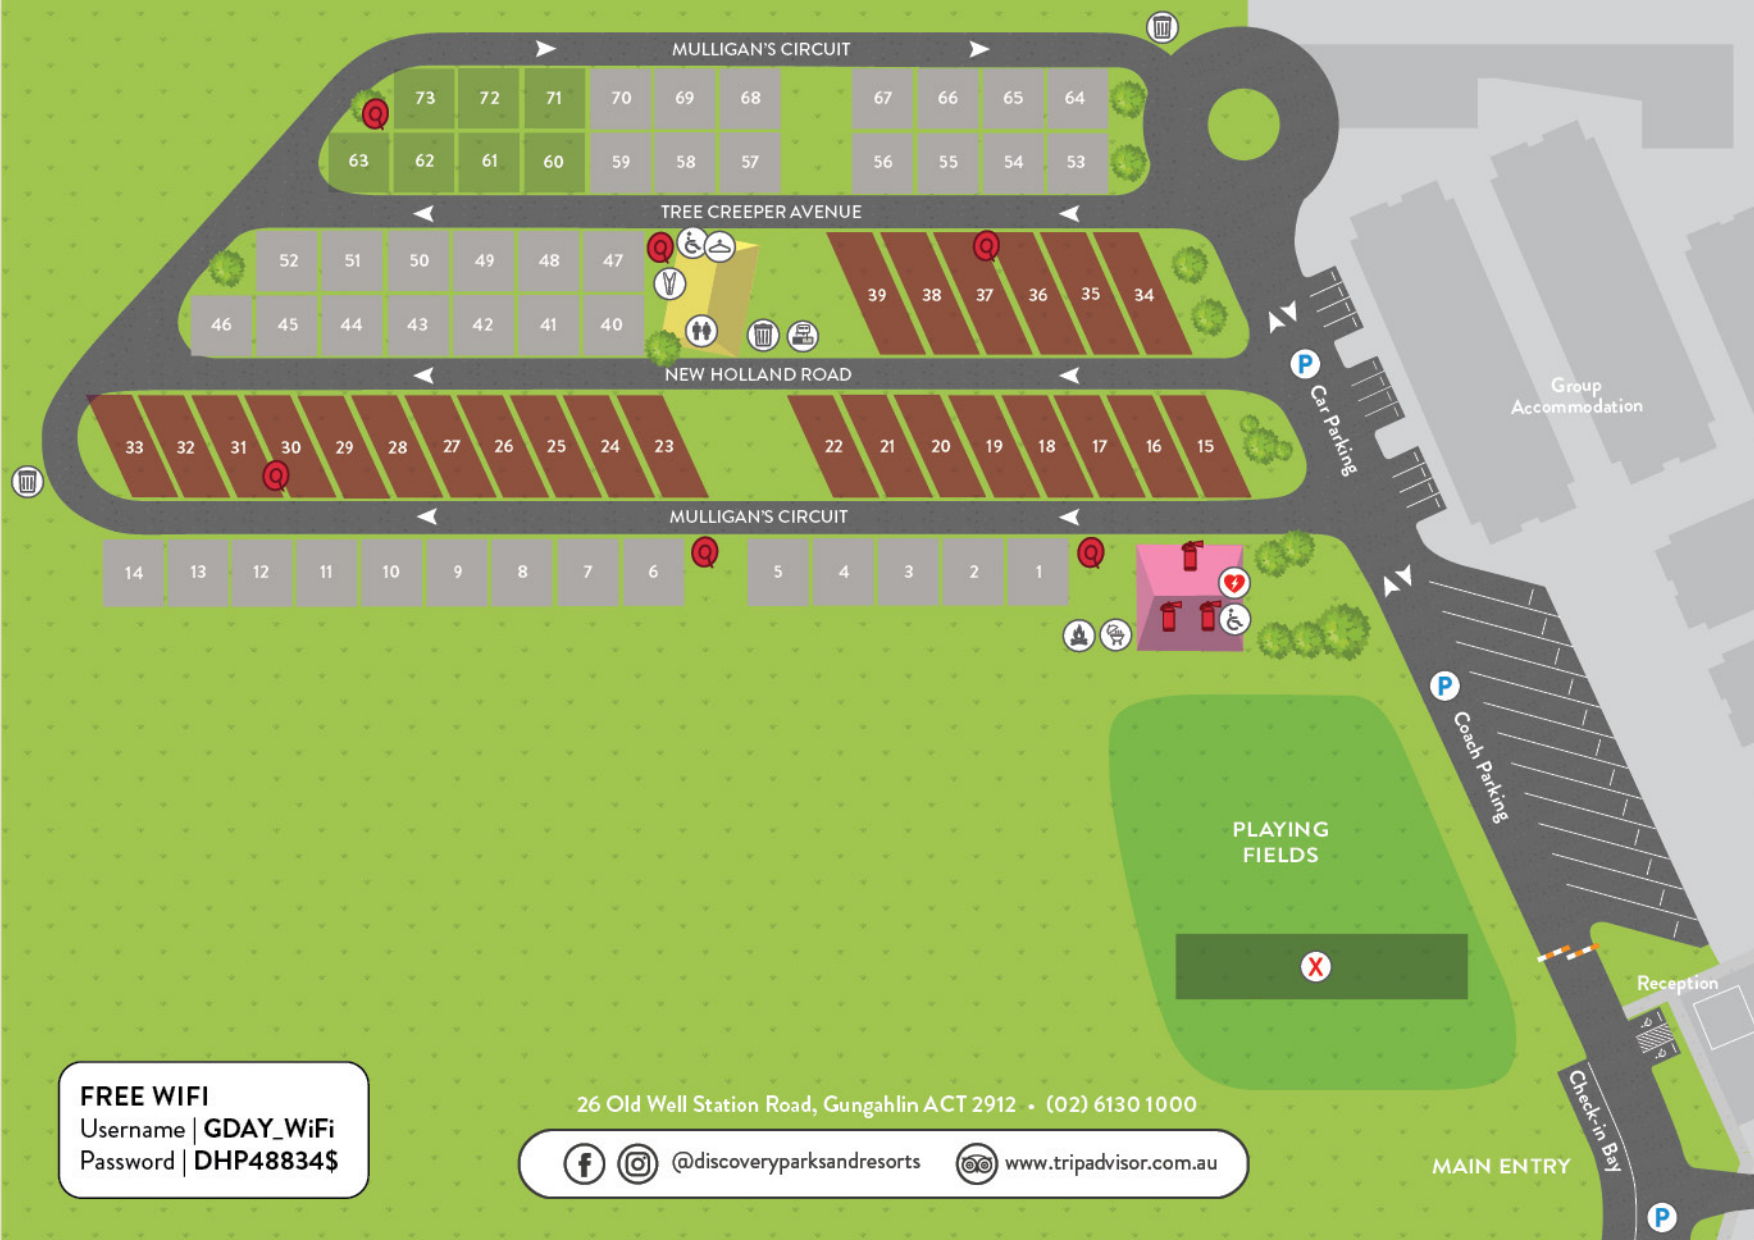 MULLIGAN'S CIRCUIT
73 72 71 70 69 68 67 66 65 64
63 62 61 60 59 58 57 56 55 54 53
TREE CREEPER AVENUE
52 51 50 49 48 47
39 38 37 36 35 34
46 45 44 43 42 41 40
NEW HOLLAND ROAD
P
Car Parking
Group
Accommodation
33 32 31 30 29 28 27 26 25 24 23 22 21 20 19 18 17 16 15
MULLIGAN'S CIRCUIT
14 13 12 11 10 9 8 7 6 5 4 3 2 1
P
Coach Parking
PLAYING
FIELDS
X
Reception
Check-in Bay
MAIN ENTRY
P
FREE WIFI
Username | GDAY_WiFi
Password | DHP48834$
26 Old Well Station Road, Gungahlin ACT 2912 • (02) 6130 1000
@discoveryparksandresorts www.tripadvisor.com.au